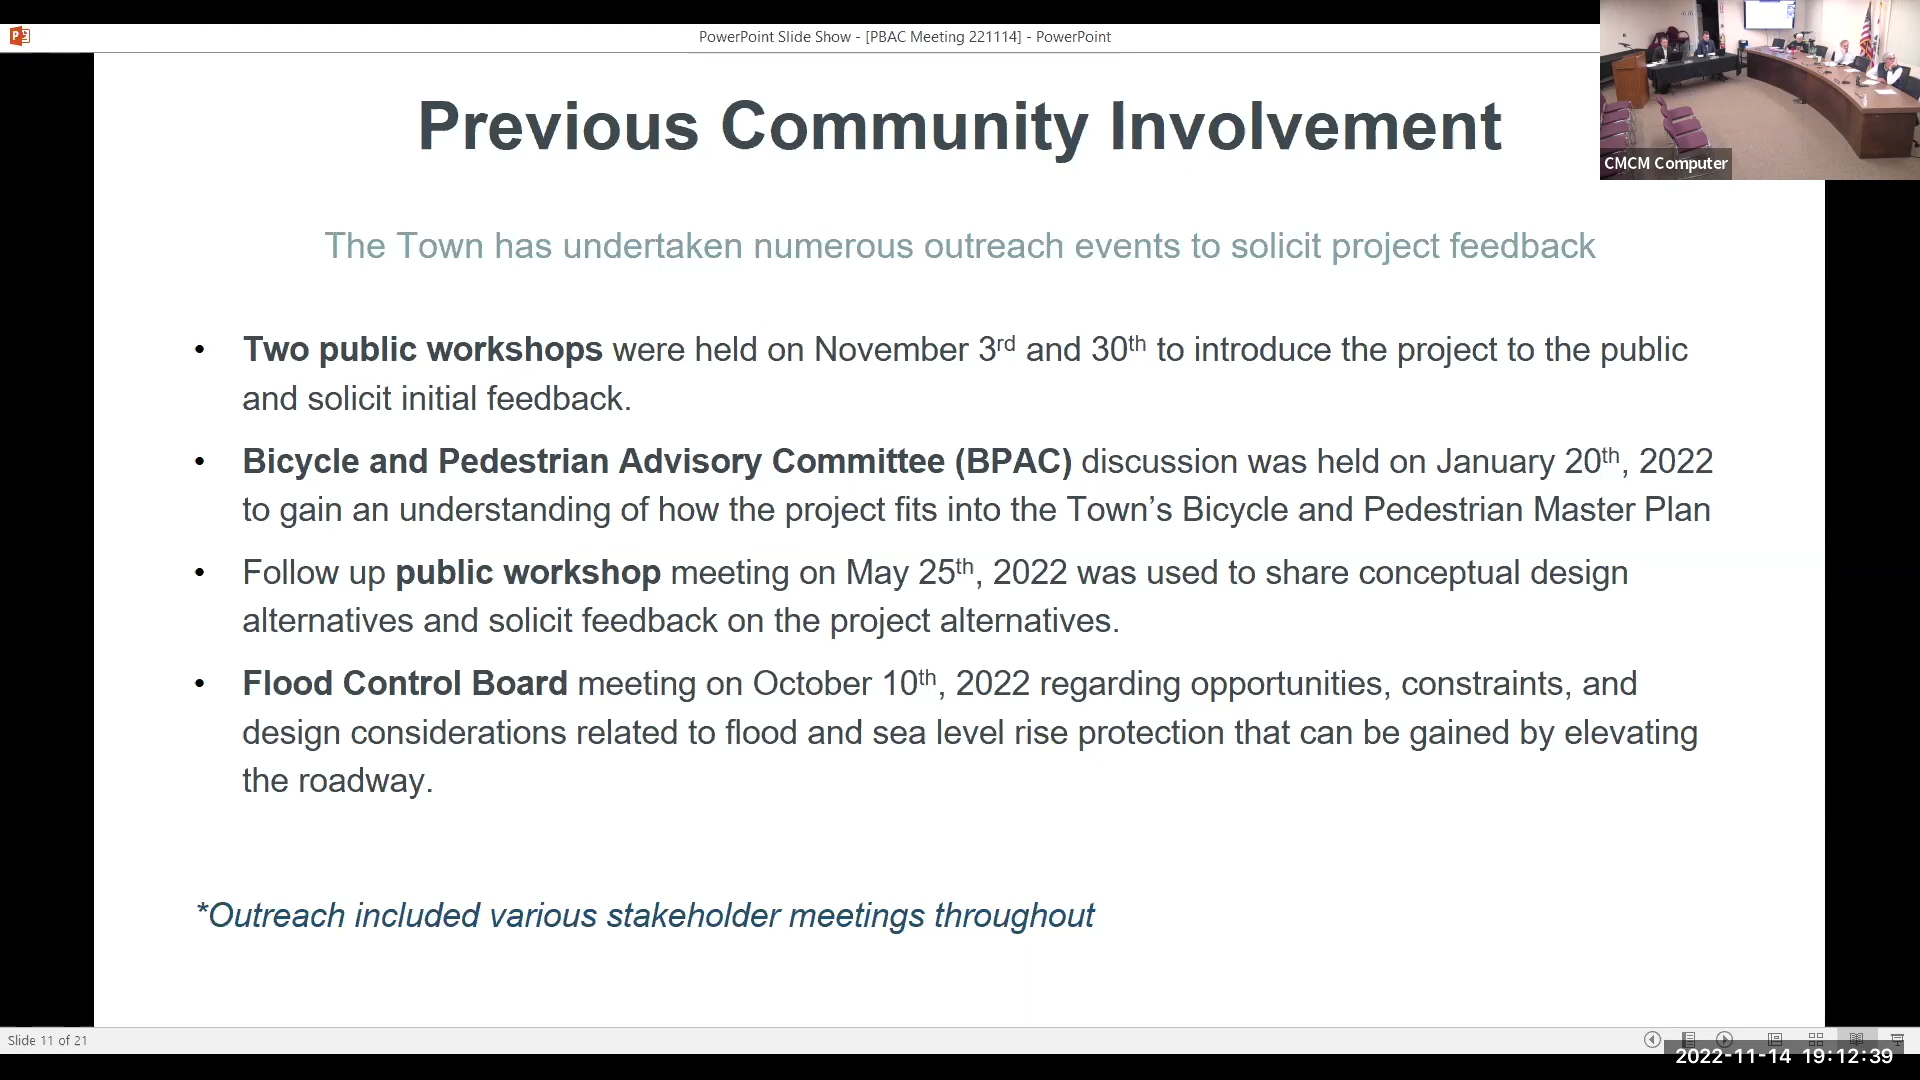 PowerPoint Slide Show - [PBAC Meeting 221114] - PowerPoint
CMCM Computer
Previous Community Involvement
The Town has undertaken numerous outreach events to solicit project feedback
• Two public workshops were held on November 3rd and 30th to introduce the project to the public
and solicit initial feedback.
• Bicycle and Pedestrian Advisory Committee (BPAC) discussion was held on January 20th, 2022
to gain an understanding of how the project fits into the Town’s Bicycle and Pedestrian Master Plan
• Follow up public workshop meeting on May 25th, 2022 was used to share conceptual design
alternatives and solicit feedback on the project alternatives.
• Flood Control Board meeting on October 10th, 2022 regarding opportunities, constraints, and
design considerations related to flood and sea level rise protection that can be gained by elevating
the roadway.
*Outreach included various stakeholder meetings throughout
Slide 11 of 21
2022-11-14 19:12:39